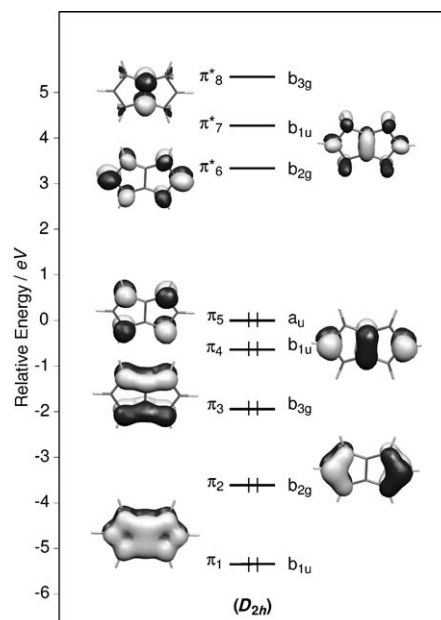 π*8 b3g
5
π*7 b1u
4
π*6 b2g
3
2
1
0
π5 au
π4 b1u
-1
π3 b3g
-2
-3
π2 b2g
-4
-5
π1 b1u
-6
(D2h)
Relative Energy / eV